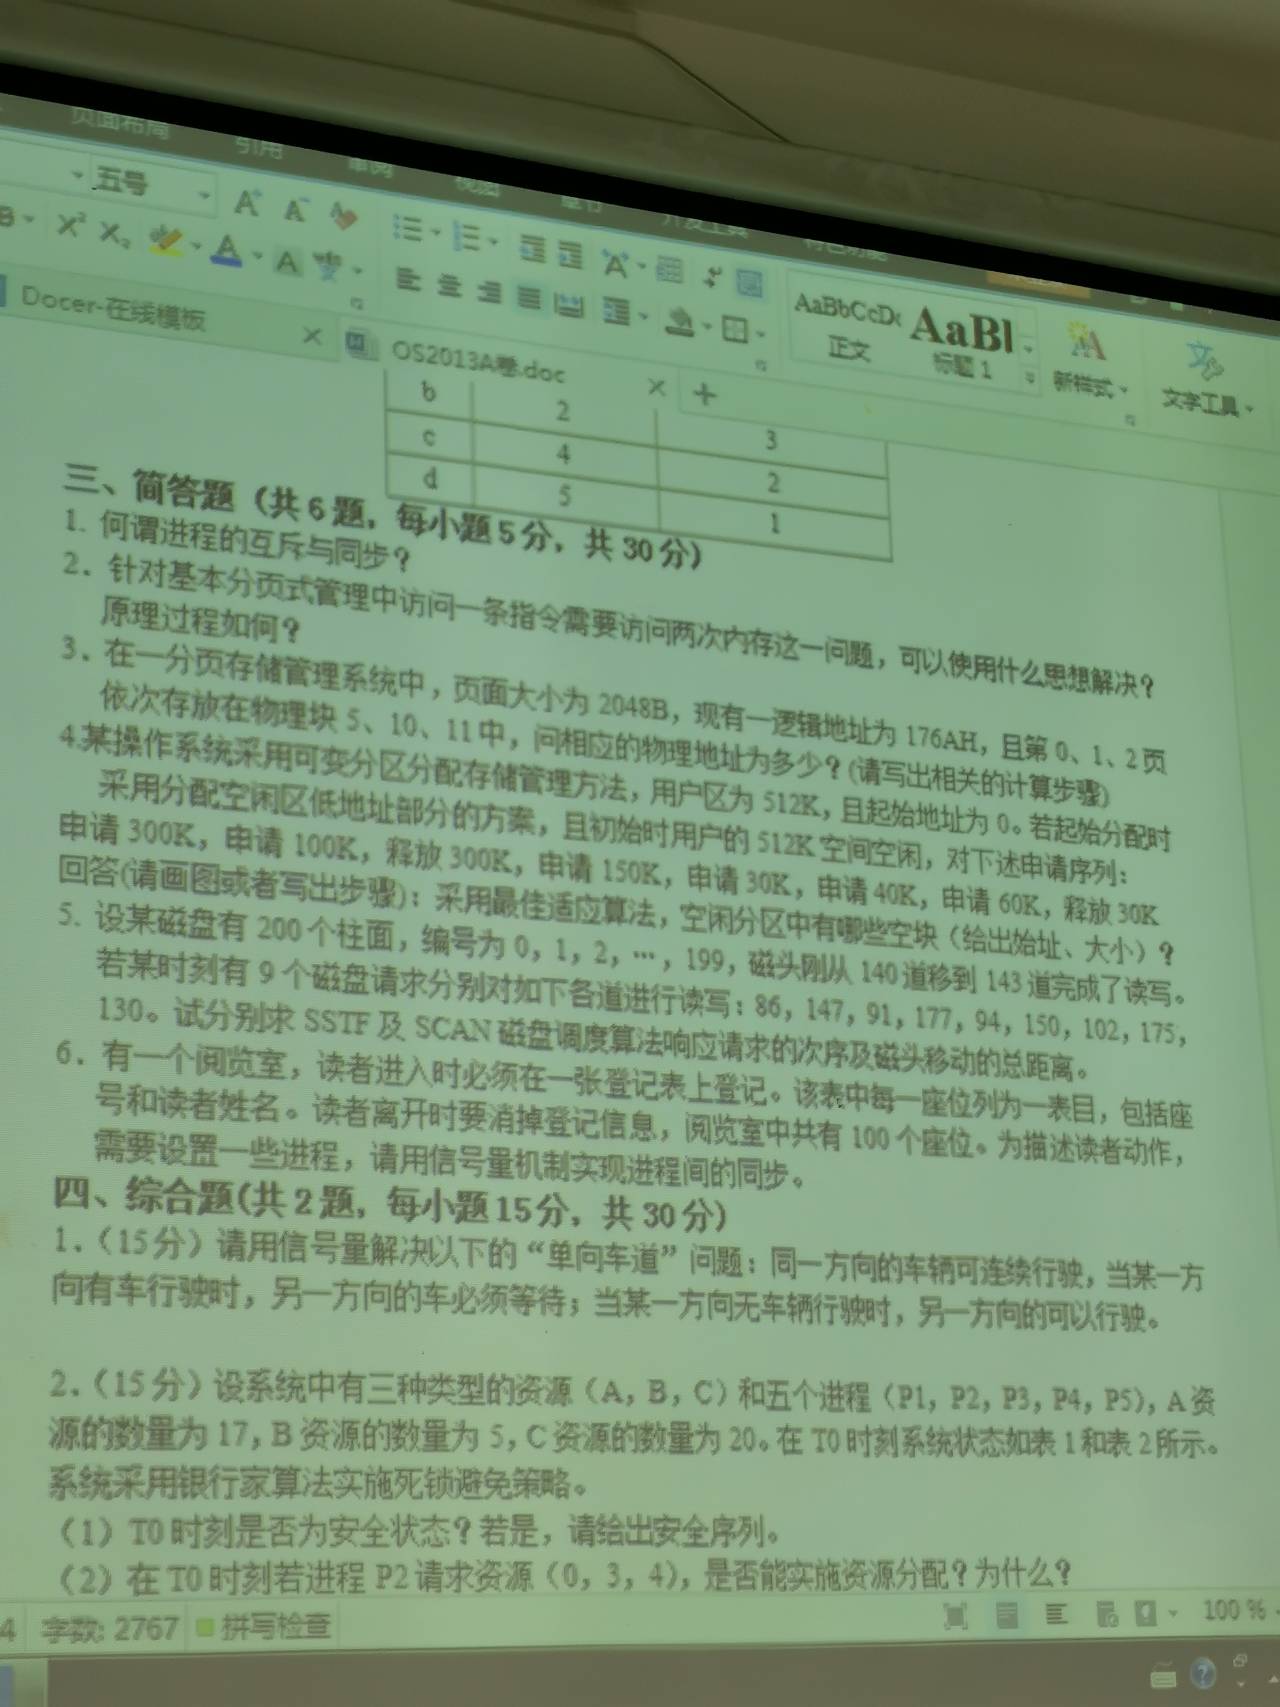 页面布局 引用 审阅 视图 章节 开发工具 特色功能
五号
正文 标题 1 新样式 文字工具
AaBbCcDc AaBl
Docer-在线模板
OS2013A卷.doc
b 2 3
c 4 2
d 5 1
三、简答题（共 6 题，每小题 5 分，共 30 分）
1. 何谓进程的互斥与同步？
2. 针对基本分页式管理中访问一条指令需要访问两次内存这一问题，可以使用什么思想解决？
原理过程如何？
3. 在一分页存储管理系统中，页面大小为 2048B，现有一逻辑地址为 176AH，且第 0、1、2 页
依次存放在物理块 5、10、11 中，问相应的物理地址为多少？(请写出相关的计算步骤)
4.某操作系统采用可变分区分配存储管理方法，用户区为 512K，且起始地址为 0。若起始分配时
采用分配空闲区低地址部分的方案，且初始时用户的 512K 空间空闲，对下述申请序列：
申请 300K，申请 100K，释放 300K，申请 150K，申请 30K，申请 40K，申请 60K，释放 30K
回答(请画图或者写出步骤)：采用最佳适应算法，空闲分区中有哪些空块（给出始址、大小）？
5. 设某磁盘有 200 个柱面，编号为 0，1，2，…，199，磁头刚从 140 道移到 143 道完成了读写。
若某时刻有 9 个磁盘请求分别对如下各道进行读写：86，147，91，177，94，150，102，175，
130。试分别求 SSTF 及 SCAN 磁盘调度算法响应请求的次序及磁头移动的总距离。
6. 有一个阅览室，读者进入时必须在一张登记表上登记。该表中每一座位列为一表目，包括座
号和读者姓名。读者离开时要消掉登记信息，阅览室中共有 100 个座位。为描述读者动作，
需要设置一些进程，请用信号量机制实现进程间的同步。
四、综合题(共 2 题，每小题 15 分，共 30 分）
1.（15 分）请用信号量解决以下的“单向车道”问题：同一方向的车辆可连续行驶，当某一方
向有车行驶时，另一方向的车必须等待；当某一方向无车辆行驶时，另一方向的可以行驶。
2.（15 分）设系统中有三种类型的资源（A，B，C）和五个进程（P1，P2，P3，P4，P5），A 资
源的数量为 17，B 资源的数量为 5，C 资源的数量为 20。在 T0 时刻系统状态如表 1 和表 2 所示。
系统采用银行家算法实施死锁避免策略。
（1）T0 时刻是否为安全状态？若是，请给出安全序列。
（2）在 T0 时刻若进程 P2 请求资源（0，3，4），是否能实施资源分配？为什么？
4 字数: 2767 拼写检查 100 %